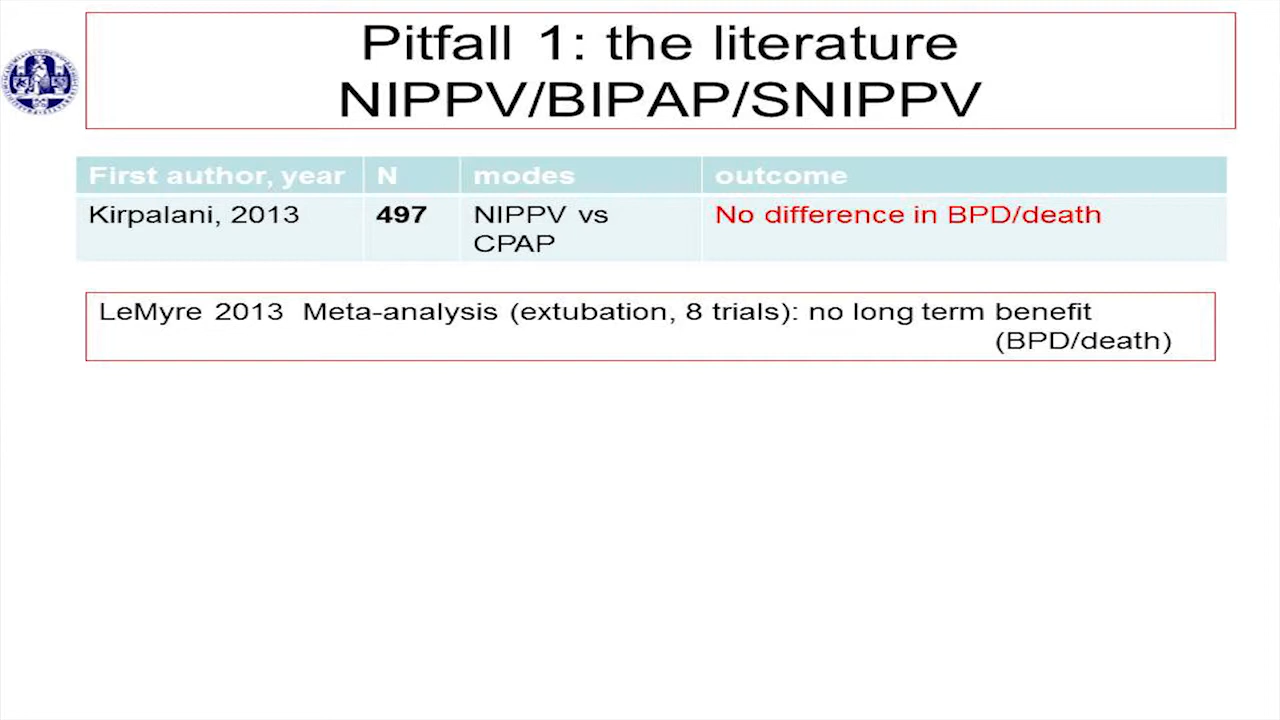 Pitfall 1: the literature
NIPPV/BIPAP/SNIPPV
First author, year N modes outcome
Kirpalani, 2013 497 NIPPV vs No difference in BPD/death
CPAP
LeMyre 2013 Meta-analysis (extubation, 8 trials): no long term benefit
(BPD/death)